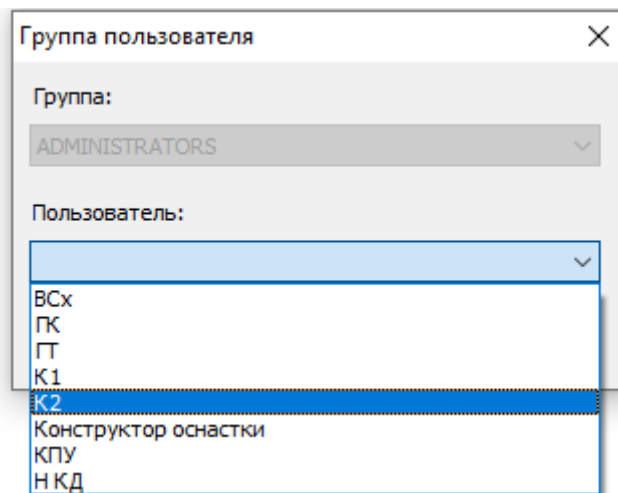 Группа пользователя
Группа:
ADMINISTRATORS
Пользователь:
ВСх
ГК
ГТ
К1
К2
Конструктор оснастки
КПУ
Н КД